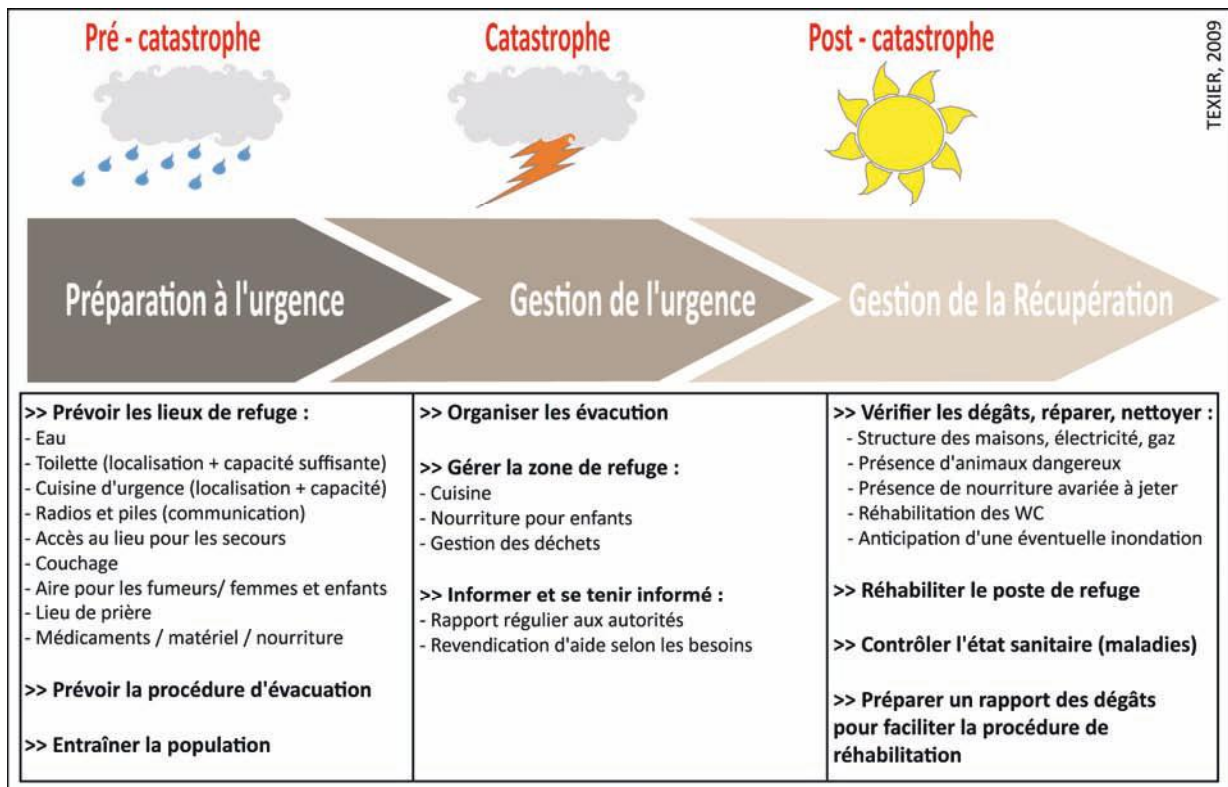 Pré - catastrophe
Catastrophe
Post - catastrophe
TEXIER, 2009
Préparation à l'urgence
Gestion de l'urgence
Gestion de la Récupération
>> Prévoir les lieux de refuge :
- Eau
- Toilette (localisation + capacité suffisante)
- Cuisine d'urgence (localisation + capacité)
- Radios et piles (communication)
- Accès au lieu pour les secours
- Couchage
- Aire pour les fumeurs/ femmes et enfants
- Lieu de prière
- Médicaments / matériel / nourriture
>> Prévoir la procédure d'évacuation
>> Entraîner la population
>> Organiser les évacution
>> Gérer la zone de refuge :
- Cuisine
- Nourriture pour enfants
- Gestion des déchets
>> Informer et se tenir informé :
- Rapport régulier aux autorités
- Revendication d'aide selon les besoins
>> Vérifier les dégâts, réparer, nettoyer :
- Structure des maisons, électricité, gaz
- Présence d'animaux dangereux
- Présence de nourriture avariée à jeter
- Réhabilitation des WC
- Anticipation d'une éventuelle inondation
>> Réhabiliter le poste de refuge
>> Contrôler l'état sanitaire (maladies)
>> Préparer un rapport des dégâts
pour faciliter la procédure de
réhabilitation